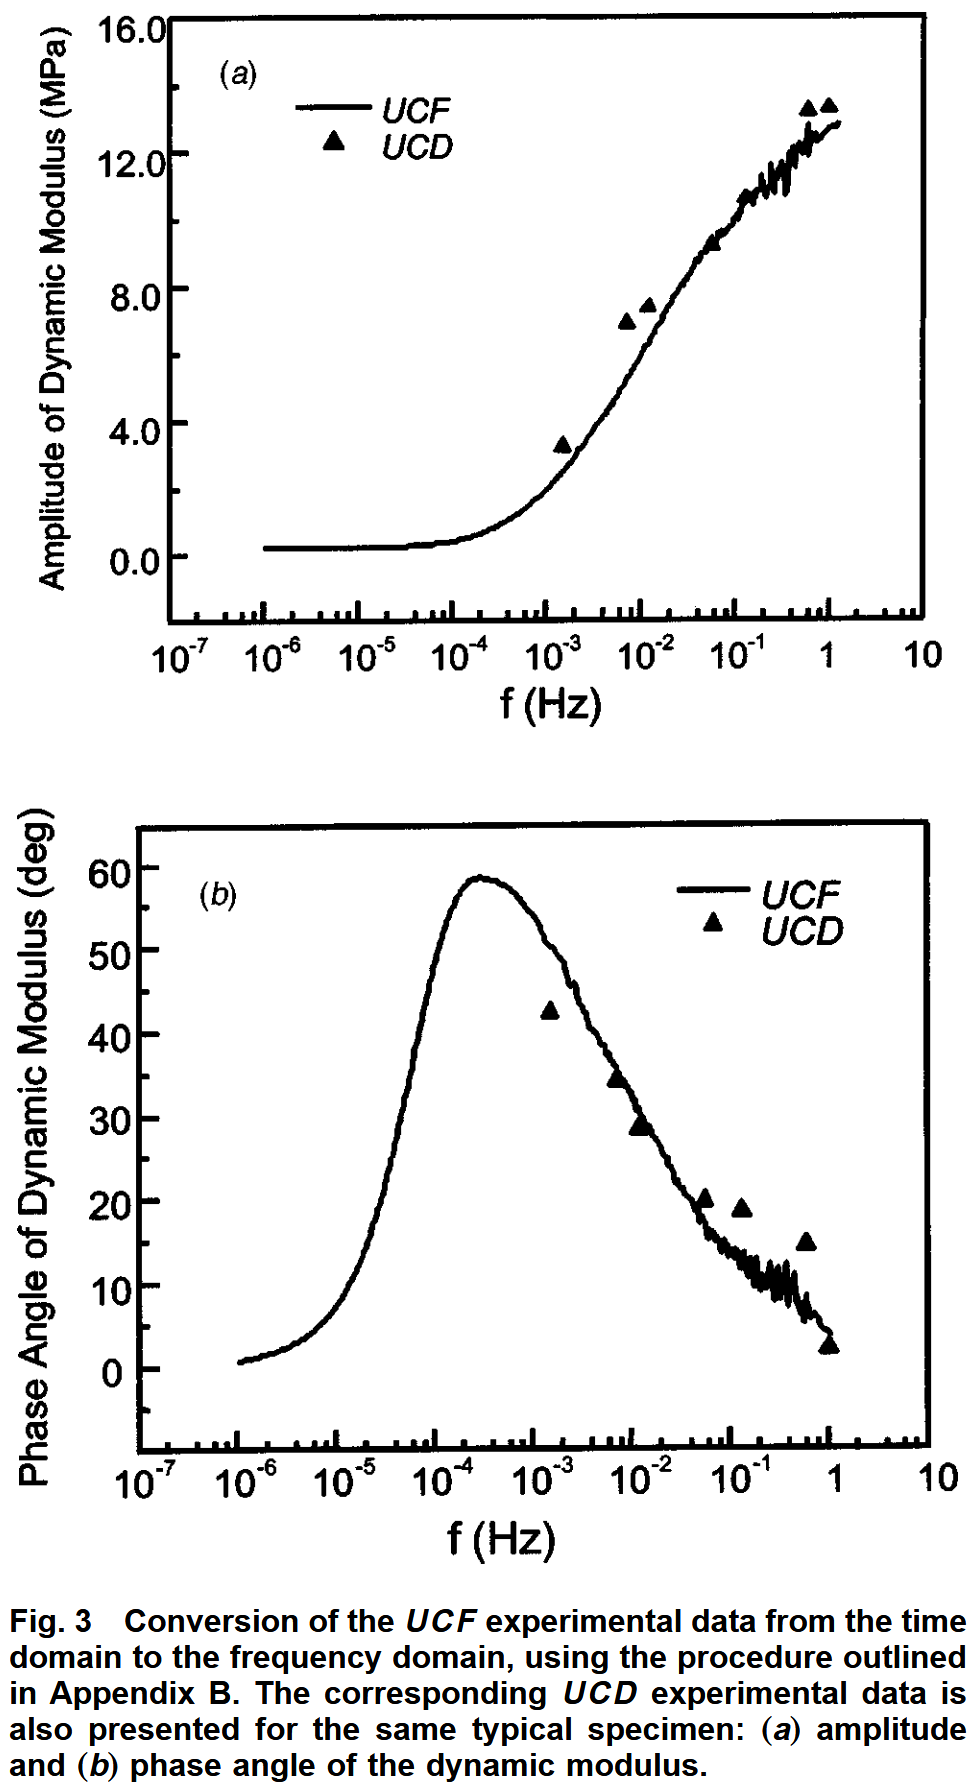 16.0
12.0
8.0
4.0
0.0
Amplitude of Dynamic Modulus (MPa)
(a)
UCF
UCD
10⁻⁷ 10⁻⁶ 10⁻⁵ 10⁻⁴ 10⁻³ 10⁻² 10⁻¹ 1 10
f (Hz)
60
50
40
30
20
10
0
Phase Angle of Dynamic Modulus (deg)
(b)
UCF
UCD
10⁻⁷ 10⁻⁶ 10⁻⁵ 10⁻⁴ 10⁻³ 10⁻² 10⁻¹ 1 10
f (Hz)
Fig. 3 Conversion of the UCF experimental data from the time
domain to the frequency domain, using the procedure outlined
in Appendix B. The corresponding UCD experimental data is
also presented for the same typical specimen: (a) amplitude
and (b) phase angle of the dynamic modulus.